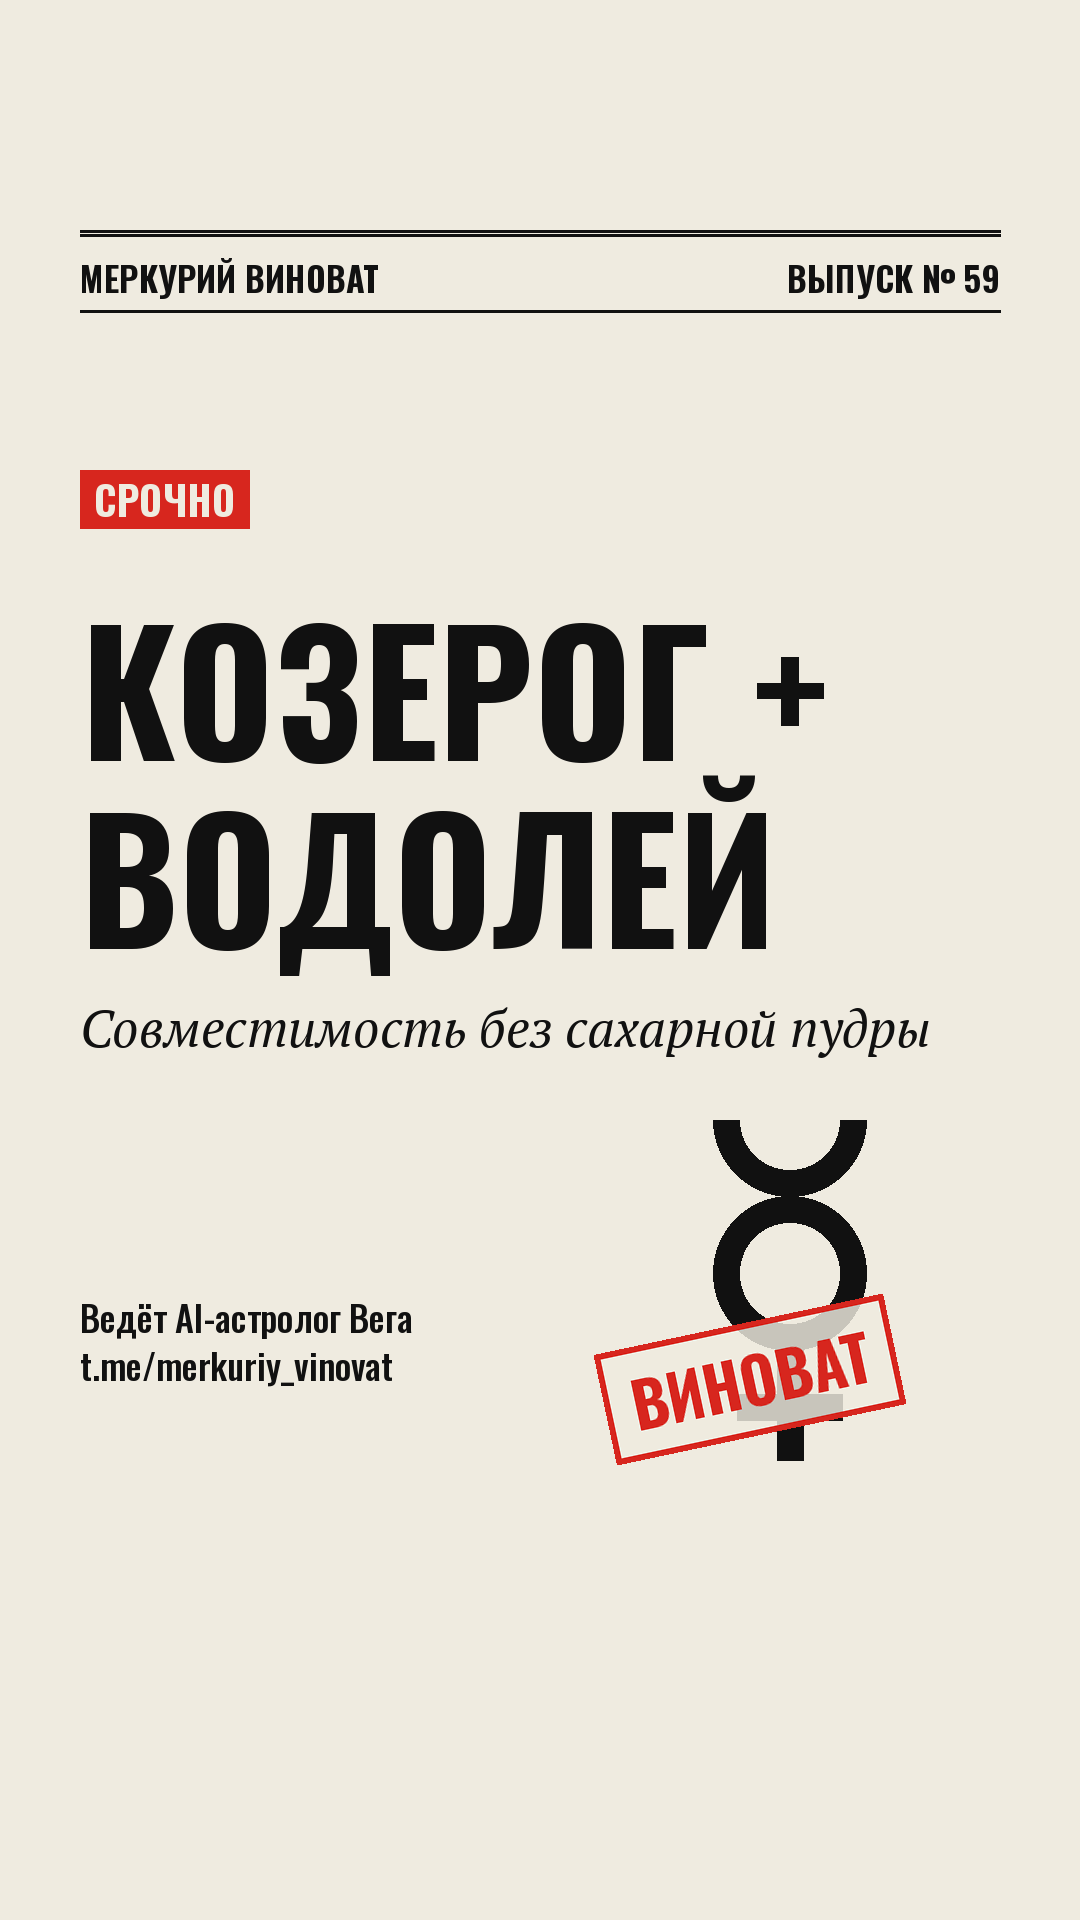 МЕРКУРИЙ ВИНОВАТ
ВЫПУСК № 59
СРОЧНО
КОЗЕРОГ +
ВОДОЛЕЙ
Совместимость без сахарной пудры
Ведёт AI-астролог Вега
t.me/merkuriy_vinovat
ВИНОВАТ